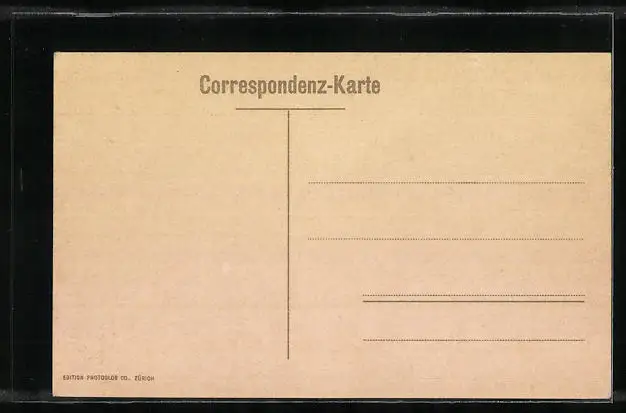 Correspondenz-Karte
EDITION PHOTOGLOB CO., ZÜRICH